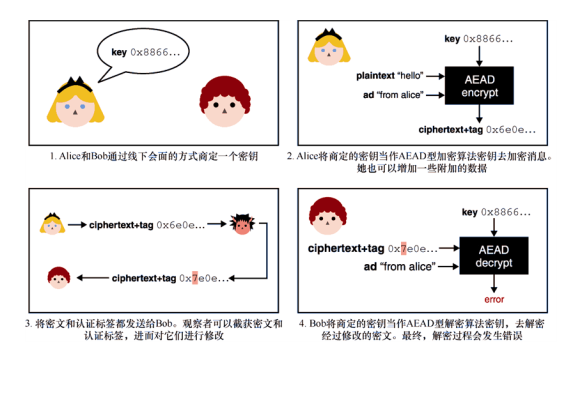 key 0x8866...
1. Alice和Bob通过线下会面的方式商定一个密钥
key 0x8866...
plaintext “hello”
ad “from alice”
AEAD
encrypt
ciphertext+tag 0x6e0e...
2. Alice将商定的密钥当作AEAD型加密算法密钥去加密消息。
她也可以增加一些附加的数据
ciphertext+tag 0x6e0e...
ciphertext+tag 0x7e0e...
3. 将密文和认证标签都发送给Bob。观察者可以截获密文和
认证标签，进而对它们进行修改
key 0x8866...
ciphertext+tag 0x7e0e...
ad “from alice”
AEAD
decrypt
error
4. Bob将商定的密钥当作AEAD型解密算法密钥，去解密
经过修改的密文。最终，解密过程会发生错误